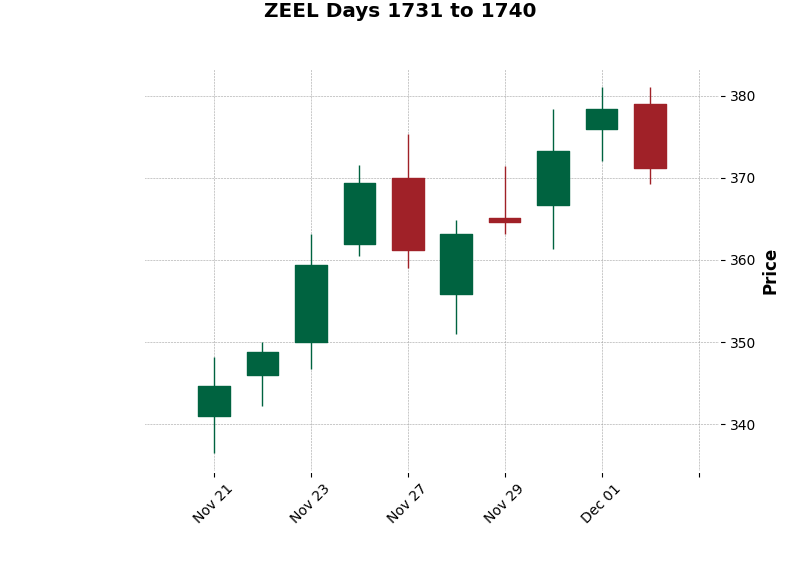 ZEEL Days 1731 to 1740
380
370
360
350
340
Price
Nov 21
Nov 23
Nov 27
Nov 29
Dec 01